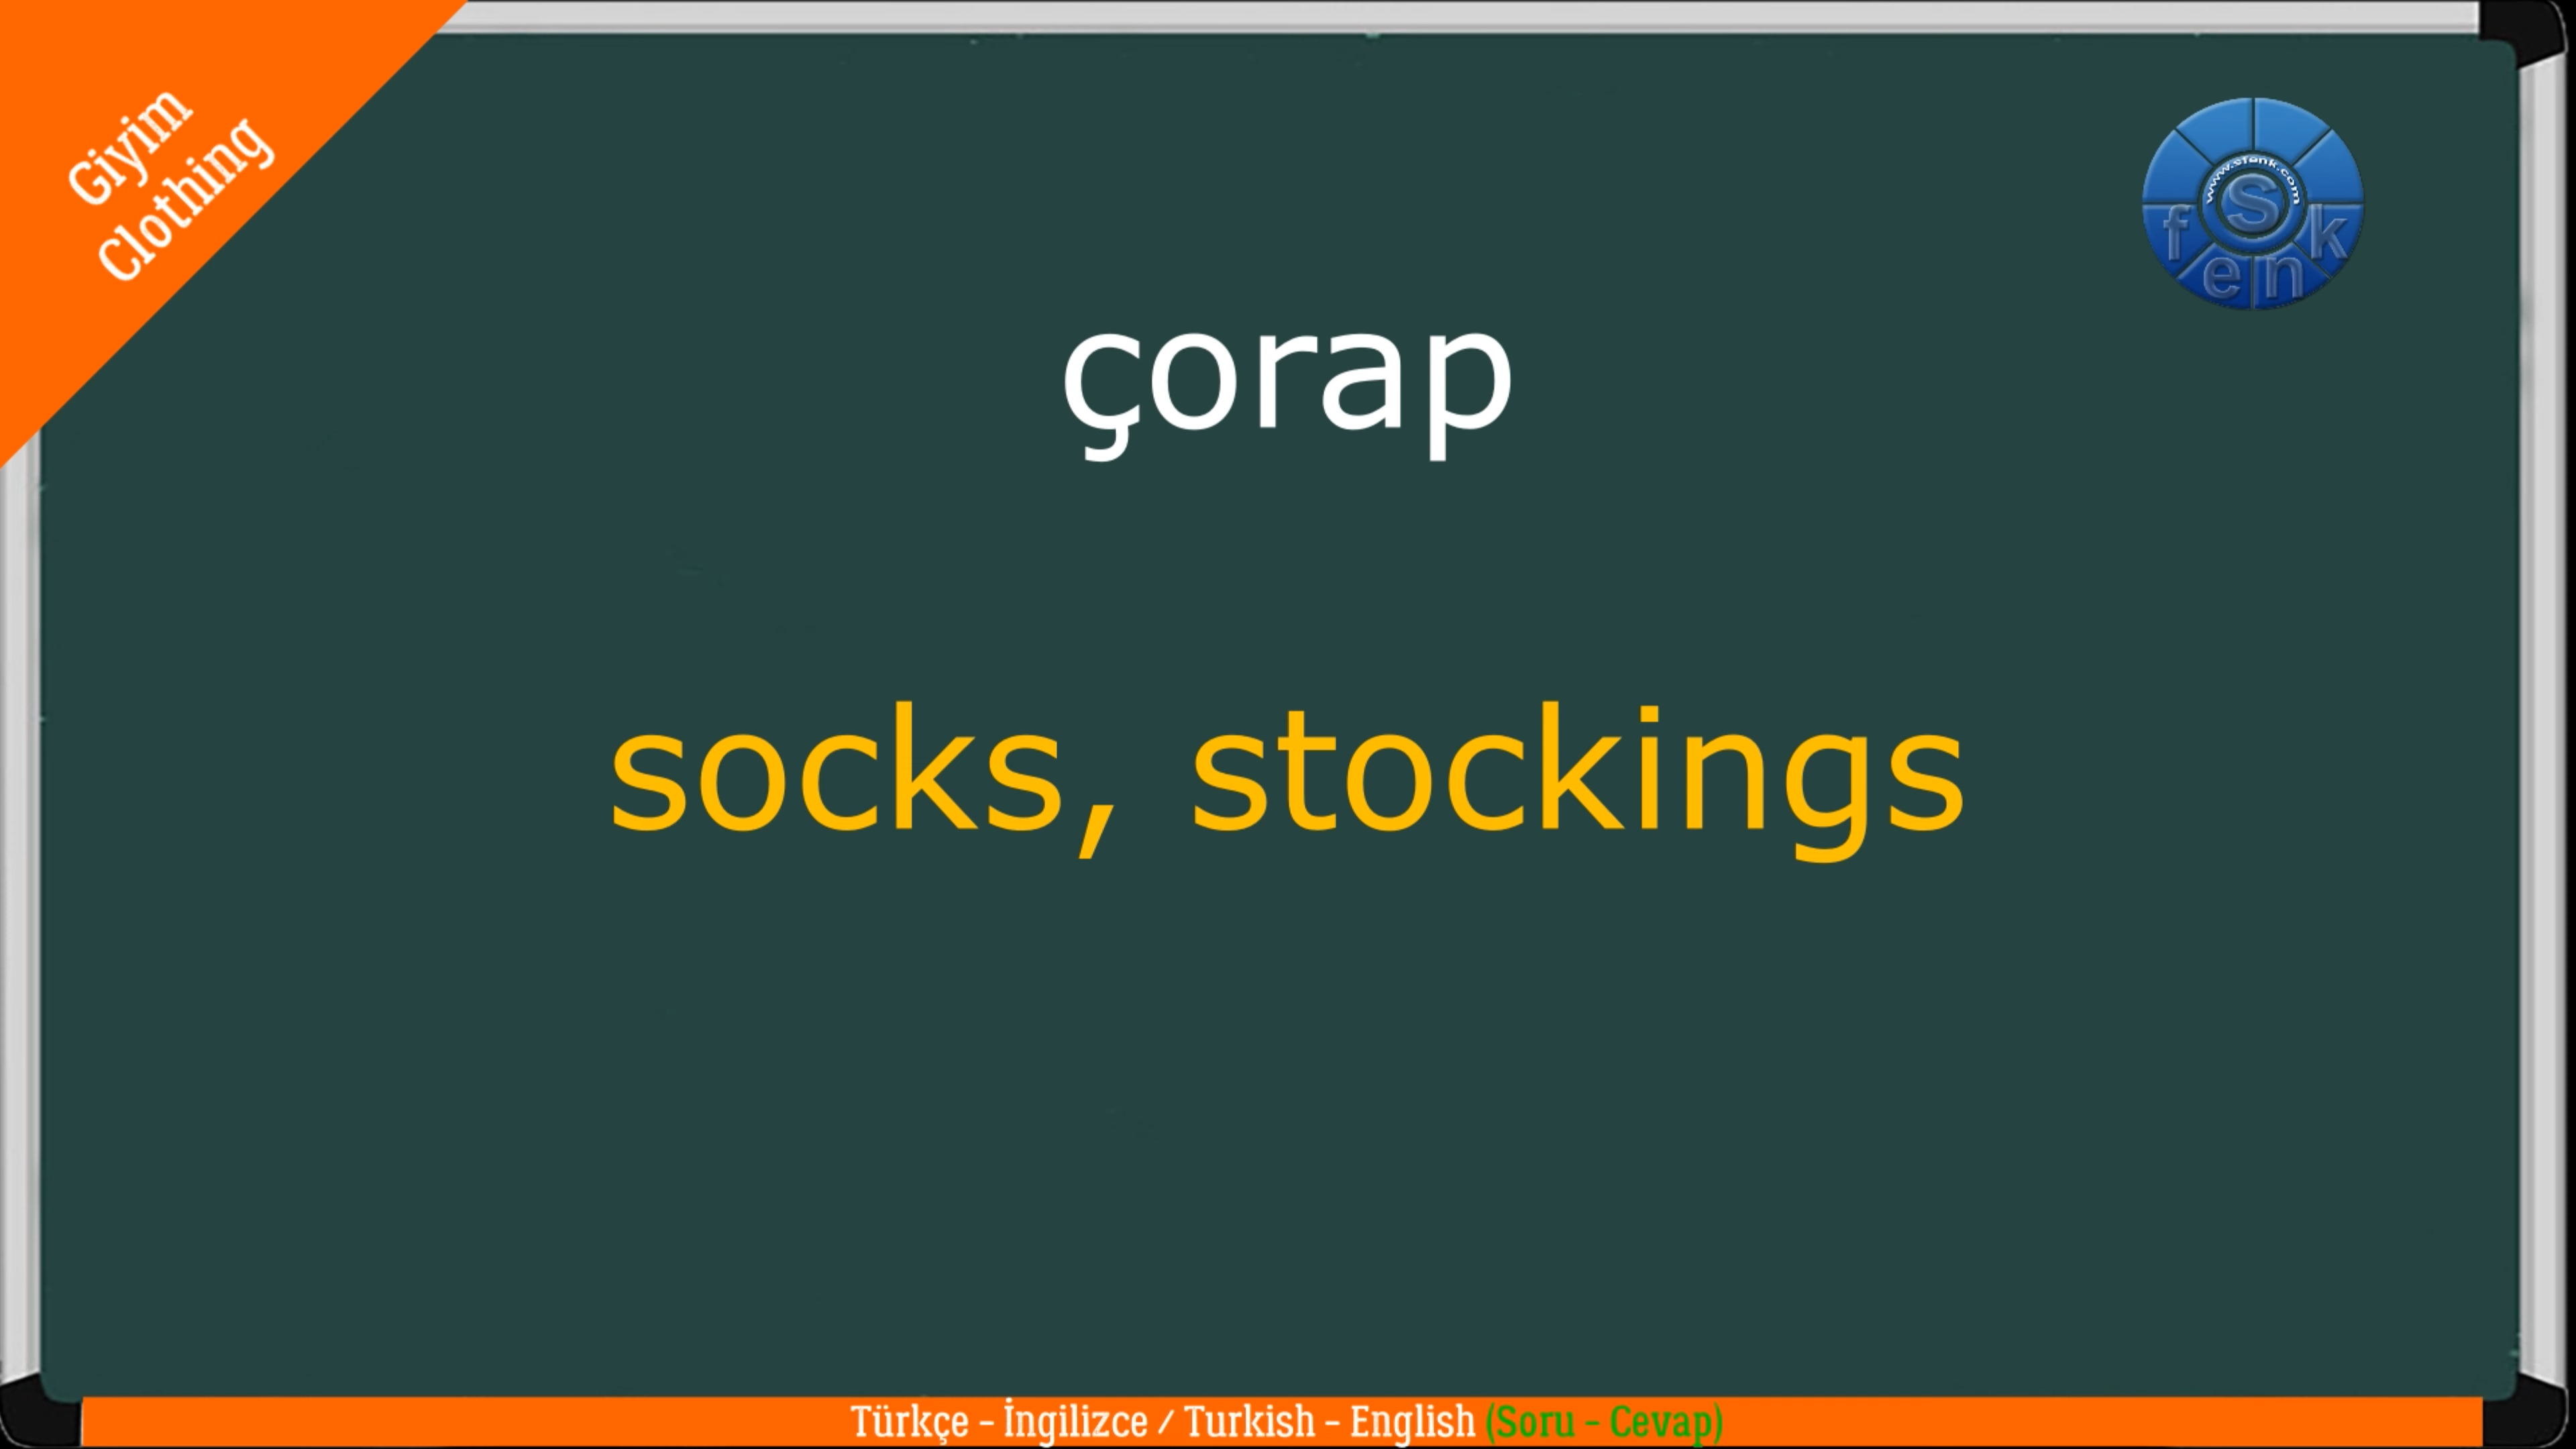 Giyim
Clothing
www.sfenk.com
S
f e n k
çorap
socks, stockings
Türkçe - İngilizce / Turkish - English (Soru - Cevap)